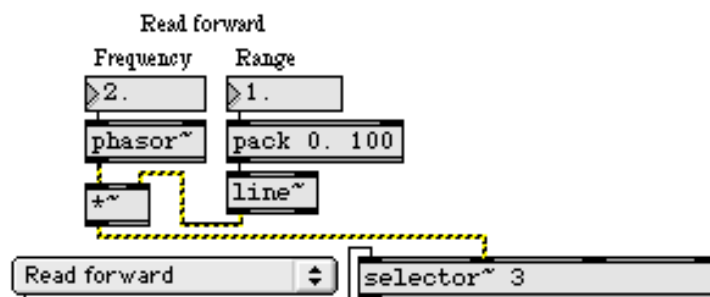 Read forward
Frequency Range
2. 1.
phasor~ pack 0. 100
*~ line~
Read forward selector~ 3